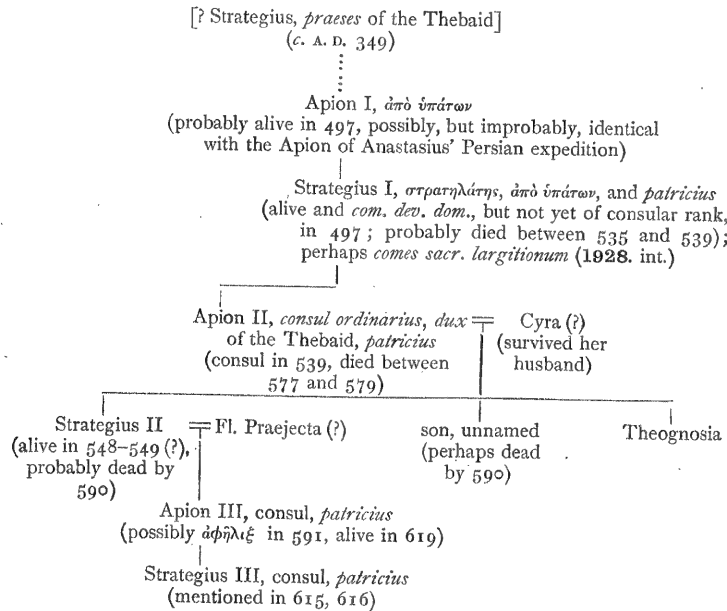 [? Strategius, praeses of the Thebaid]
(c. A. D. 349)
Apion I, ἀπὸ ὑπάτων
(probably alive in 497, possibly, but improbably, identical
with the Apion of Anastasius' Persian expedition)
Strategius I, στρατηλάτης, ἀπὸ ὑπάτων, and patricius
(alive and com. dev. dom., but not yet of consular rank,
in 497 ; probably died between 535 and 539);
perhaps comes sacr. largitionum (1928. int.)
Apion II, consul ordinarius, dux
of the Thebaid, patricius
(consul in 539, died between
577 and 579)
Cyra (?)
(survived her
husband)
Strategius II
(alive in 548–549 (?),
probably dead by
590)
Fl. Praejecta (?)
son, unnamed
(perhaps dead
by 590)
Theognosia
Apion III, consul, patricius
(possibly ἀφῆλιξ in 591, alive in 619)
Strategius III, consul, patricius
(mentioned in 615, 616)